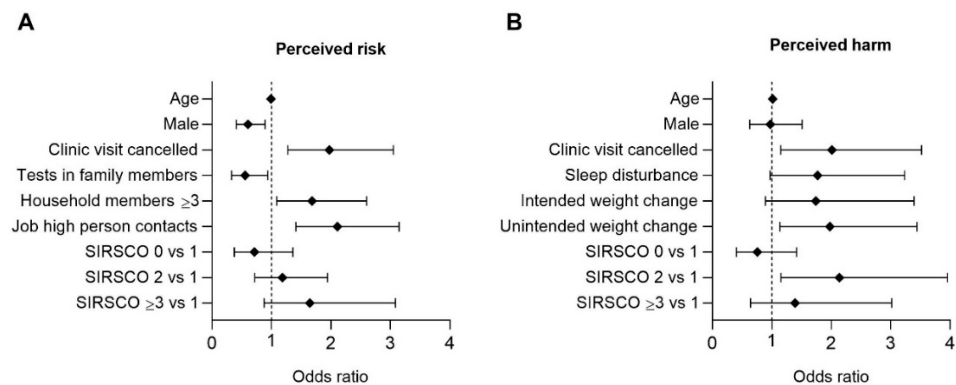 A
Perceived risk
Age
Male
Clinic visit cancelled
Tests in family members
Household members ≥3
Job high person contacts
SIRSCO 0 vs 1
SIRSCO 2 vs 1
SIRSCO ≥3 vs 1
0 1 2 3 4
Odds ratio
B
Perceived harm
Age
Male
Clinic visit cancelled
Sleep disturbance
Intended weight change
Unintended weight change
SIRSCO 0 vs 1
SIRSCO 2 vs 1
SIRSCO ≥3 vs 1
0 1 2 3 4
Odds ratio